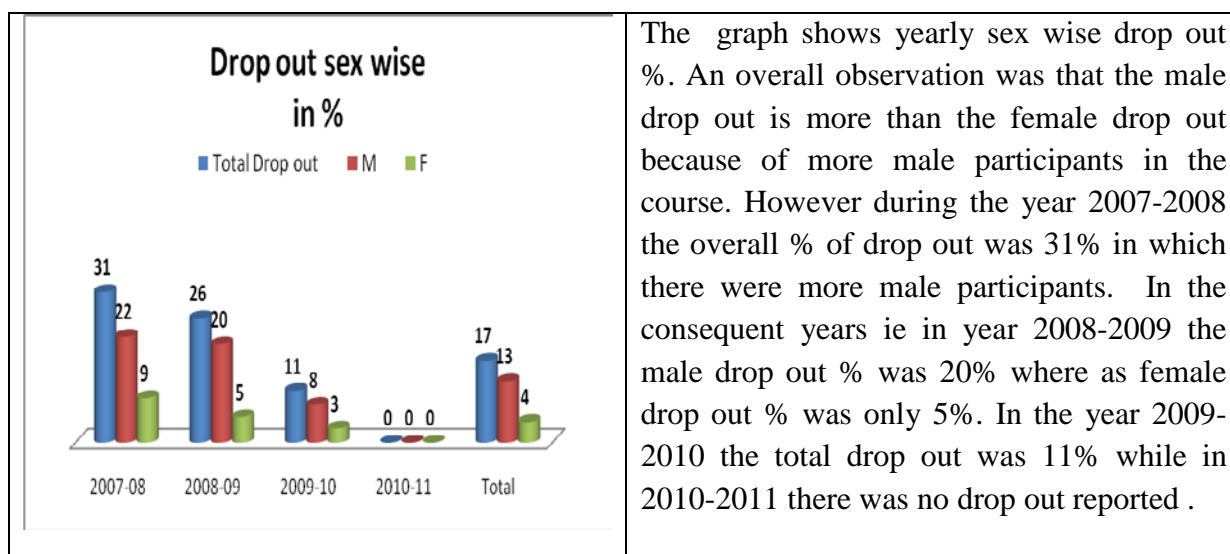 Drop out sex wise
in %
Total Drop out M F
31
22
9
26
20
5
11
8
3
0 0 0
17
13
4
2007-08 2008-09 2009-10 2010-11 Total
The graph shows yearly sex wise drop out
%. An overall observation was that the male
drop out is more than the female drop out
because of more male participants in the
course. However during the year 2007-2008
the overall % of drop out was 31% in which
there were more male participants. In the
consequent years ie in year 2008-2009 the
male drop out % was 20% where as female
drop out % was only 5%. In the year 2009-
2010 the total drop out was 11% while in
2010-2011 there was no drop out reported .